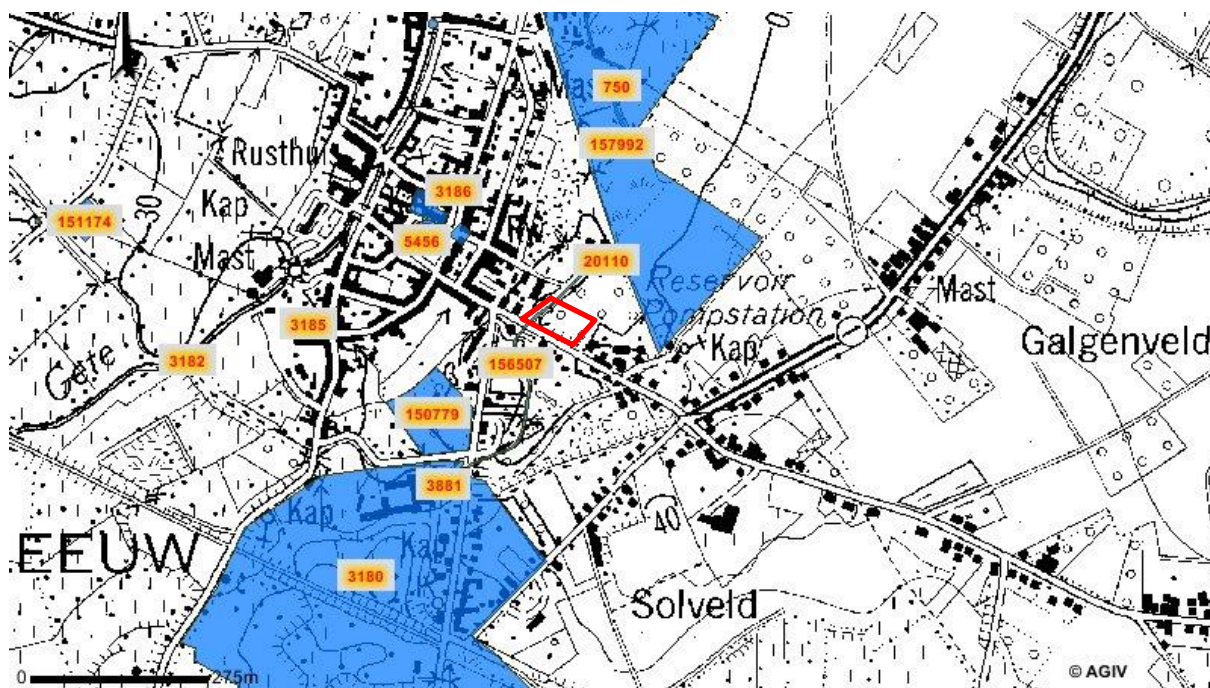 750
157992
Rusthuis
Kap
3186
151174
30
5456
Mast
20110
Reservoir
Pompstation
Mast
3185
Kap
Galgenveld
Gete
3182
156507
150779
3881
Kap
40
EEUW
Kap
3180
Solveld
0 275m
© AGIV